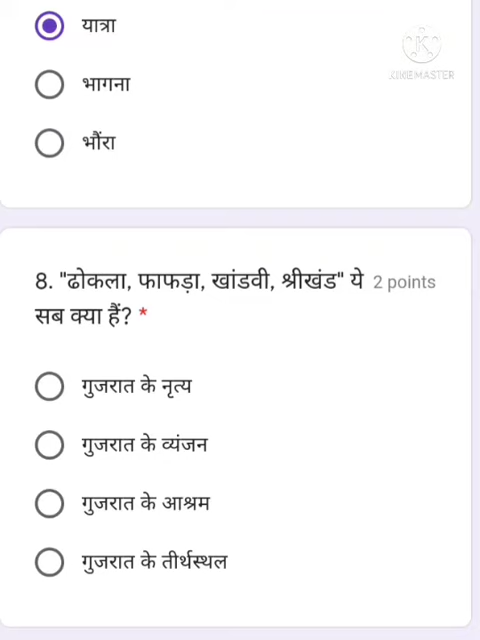 यात्रा
KINEMASTER
भागना
भौंरा
8. "ढोकला, फाफड़ा, खांडवी, श्रीखंड" ये 2 points
सब क्या हैं? *
गुजरात के नृत्य
गुजरात के व्यंजन
गुजरात के आश्रम
गुजरात के तीर्थस्थल